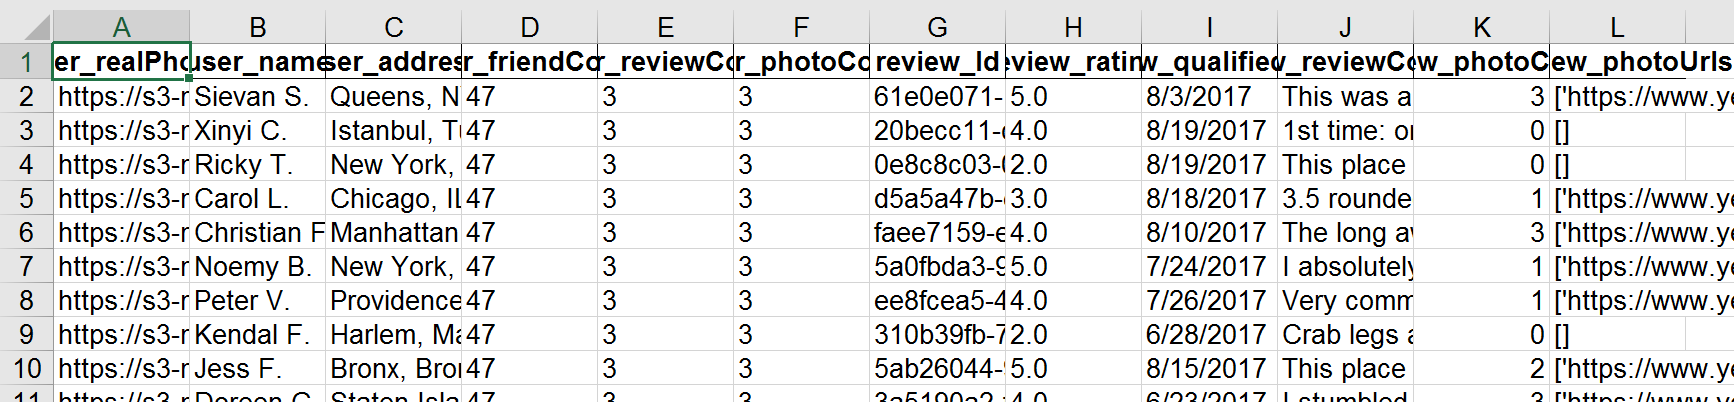 A B C D E F G H I J K L
1 er_realPho user_name ser_addres r_friendCo r_reviewCo r_photoCo review_Id view_ratin w_qualified _reviewCo w_photoC ew_photoUrls
2 https://s3-r Sievan S. Queens, N 47 3 3 61e0e071- 5.0 8/3/2017 This was a 3 ['https://www.ye
3 https://s3-r Xinyi C. Istanbul, Tu 47 3 3 20becc11-c 4.0 8/19/2017 1st time: or 0 []
4 https://s3-r Ricky T. New York, 47 3 3 0e8c8c03-0 2.0 8/19/2017 This place 0 []
5 https://s3-r Carol L. Chicago, IL 47 3 3 d5a5a47b- 3.0 8/18/2017 3.5 rounde 1 ['https://www.ye
6 https://s3-r Christian F Manhattan 47 3 3 faee7159-e 4.0 8/10/2017 The long av 3 ['https://www.ye
7 https://s3-r Noemy B. New York, 47 3 3 5a0fbda3-9 5.0 7/24/2017 I absolutely 1 ['https://www.ye
8 https://s3-r Peter V. Providence 47 3 3 ee8fcea5-4 4.0 7/26/2017 Very comm 1 ['https://www.ye
9 https://s3-r Kendal F. Harlem, Ma 47 3 3 310b39fb-7 2.0 6/28/2017 Crab legs a 0 []
10 https://s3-r Jess F. Bronx, Bro 47 3 3 5ab26044-9 5.0 8/15/2017 This place 2 ['https://www.ye
11 https://s3-r Doreen C. Staten Isla 47 3 3 3a5190a2- 4.0 6/23/2017 I stumbled 3 ['https://www.ye